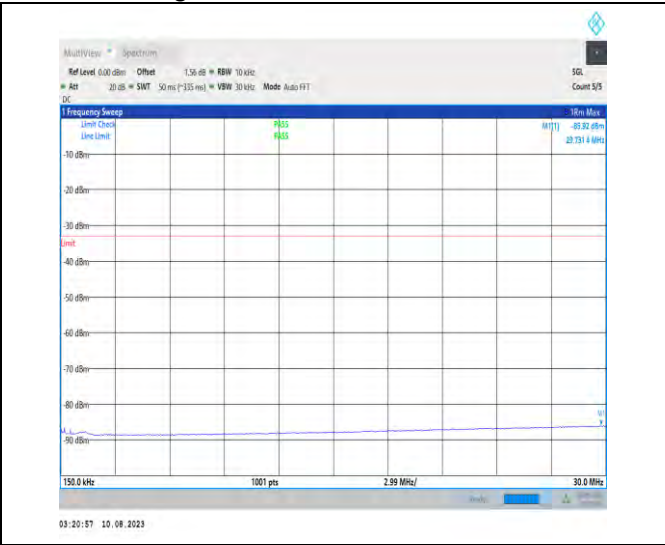 MultiView Spectrum
Ref Level 0.00 dBm Offset 1.56 dB RBW 10 kHz SGL
Att 20 dB SWT 50 ms (~335 ms) VBW 30 kHz Mode Auto FFT Count 5/5
DC
1 Frequency Sweep 1Rm Max
Limit Check PASS M1[1] -85.92 dBm
Line Limit PASS 29.731 4 MHz
-10 dBm
-20 dBm
-30 dBm
Limit
-40 dBm
-50 dBm
-60 dBm
-70 dBm
-80 dBm
M1
-90 dBm
150.0 kHz 1001 pts 2.99 MHz/ 30.0 MHz
Ready
03:20:57 10.08.2023